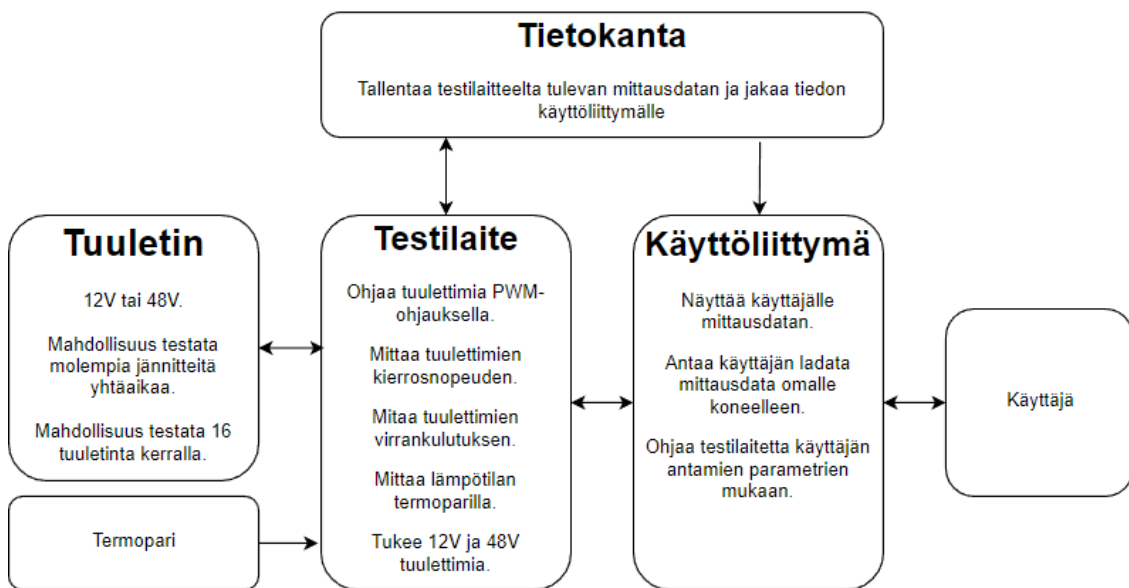 Tietokanta
Tallentaa testilaitteelta tulevan mittausdatan ja jakaa tiedon
käyttöliittymälle
Tuuletin
12V tai 48V.
Mahdollisuus testata
molempia jännitteitä
yhtäaikaa.
Mahdollisuus testata 16
tuuletinta kerralla.
Termopari
Testilaite
Ohjaa tuulettimia PWM-
ohjauksella.
Mittaa tuulettimien
kierrosnopeuden.
Mitaa tuulettimien
virrankulutuksen.
Mittaa lämpötilan
termoparilla.
Tukee 12V ja 48V
tuulettimia.
Käyttöliittymä
Näyttää käyttäjälle
mittausdatan.
Antaa käyttäjän ladata
mittausdata omalle
koneelleen.
Ohjaa testilaitetta käyttäjän
antamien parametrien
mukaan.
Käyttäjä